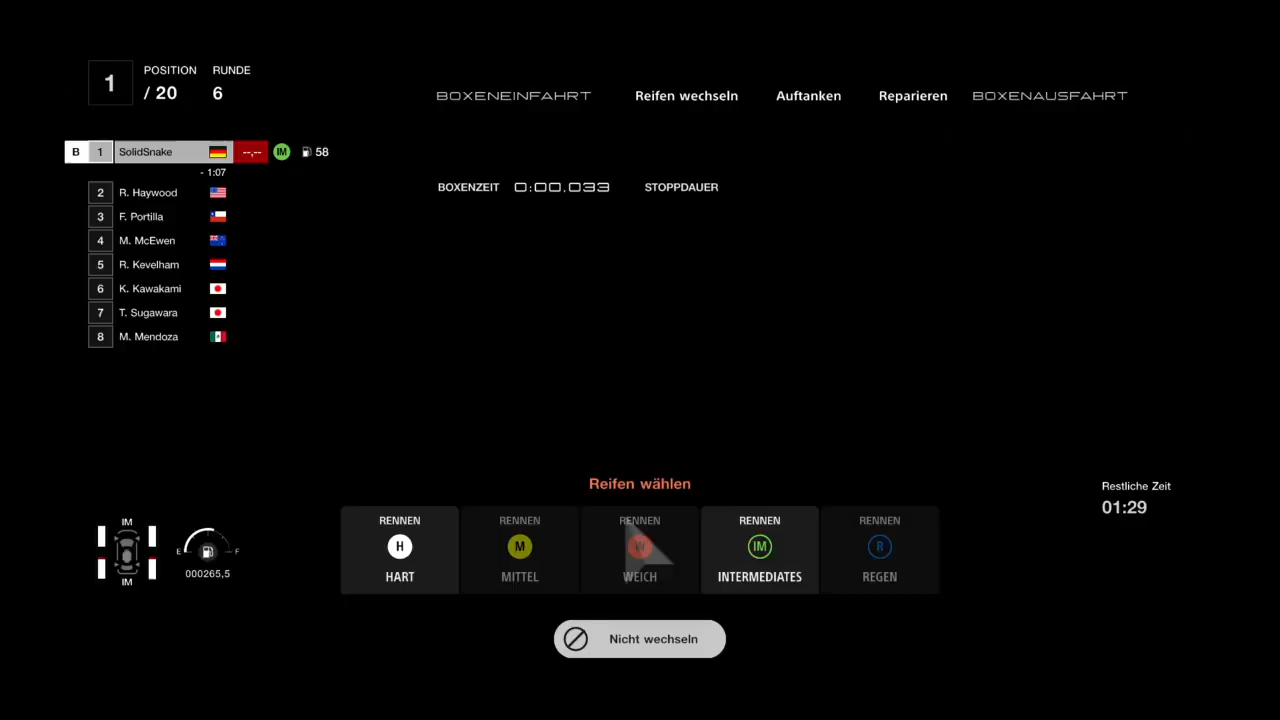 1
POSITION
/ 20
RUNDE
6
BOXENEINFAHRT Reifen wechseln Auftanken Reparieren BOXENAUSFAHRT
B 1 SolidSnake --,-- IM 58
- 1:07
2 R. Haywood
3 F. Portilla
4 M. McEwen
5 R. Kevelham
6 K. Kawakami
7 T. Sugawara
8 M. Mendoza
BOXENZEIT 0:00,033 STOPPDAUER
Reifen wählen
RENNEN
H
HART
RENNEN
M
MITTEL
RENNEN
W
WEICH
RENNEN
IM
INTERMEDIATES
RENNEN
R
REGEN
Nicht wechseln
Restliche Zeit
01:29
IM
IM
E F
000265,5